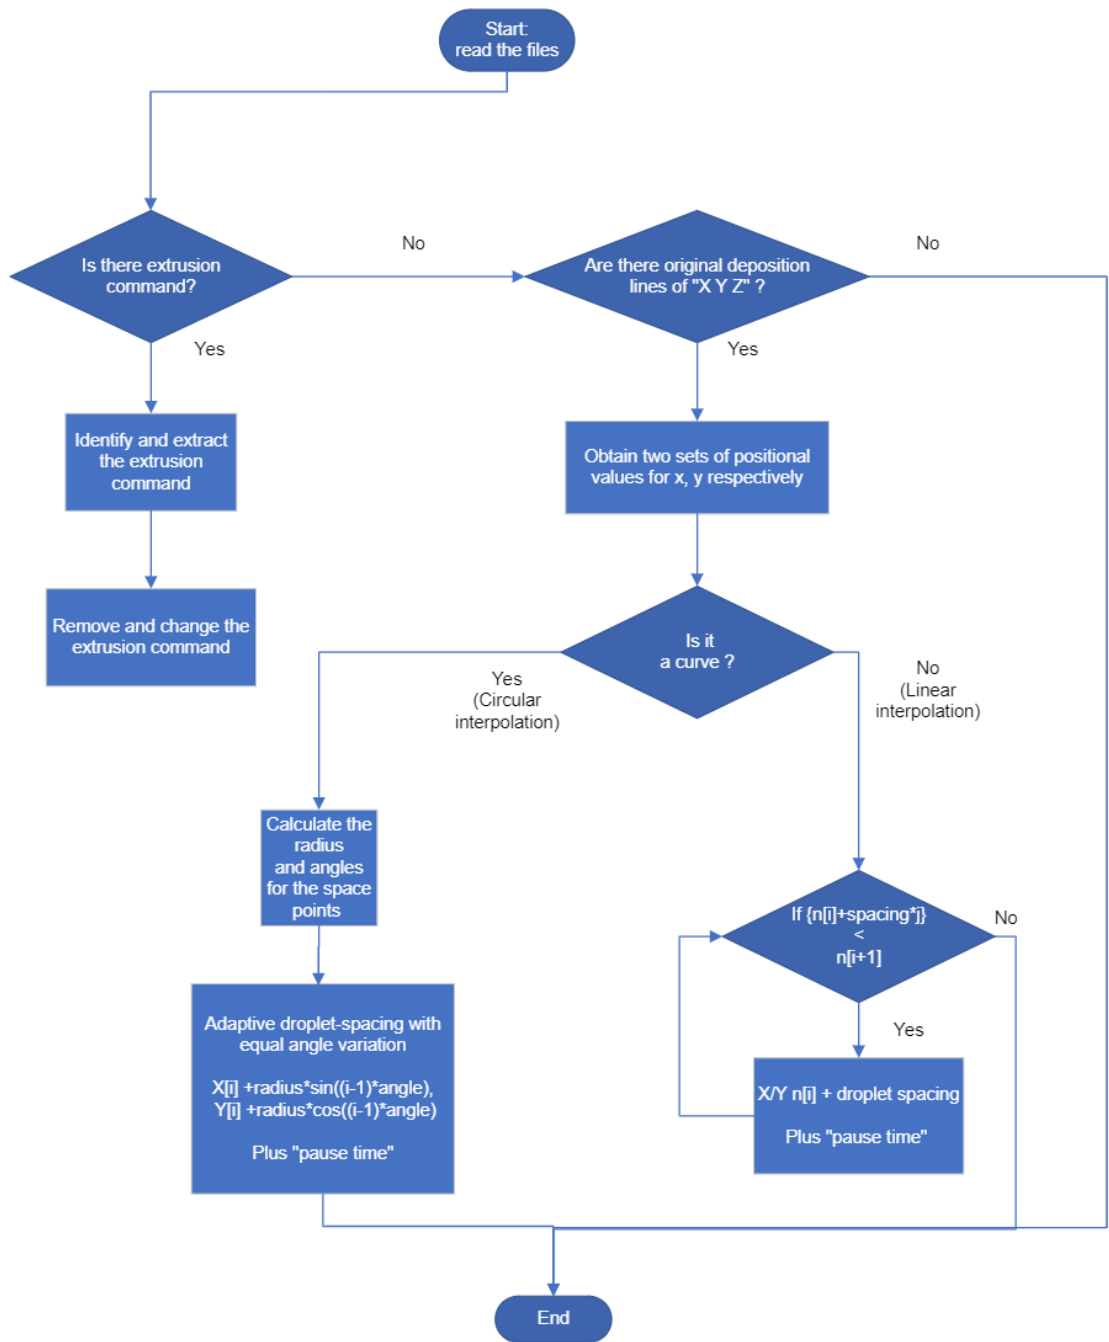 Start:
read the files
Is there extrusion
command?
No
Are there original deposition
lines of "X Y Z" ?
No
Yes
Yes
Identify and extract
the extrusion
command
Obtain two sets of positional
values for x, y respectively
Remove and change the
extrusion command
Is it
a curve ?
Yes
(Circular
interpolation)
No
(Linear
interpolation)
Calculate the
radius
and angles
for the space
points
If {n[i]+spacing*j}
<
n[i+1]
No
Yes
Adaptive droplet-spacing with
equal angle variation
X[i] +radius*sin((i-1)*angle),
Y[i] +radius*cos((i-1)*angle)
Plus "pause time"
X/Y n[i] + droplet spacing
Plus "pause time"
End